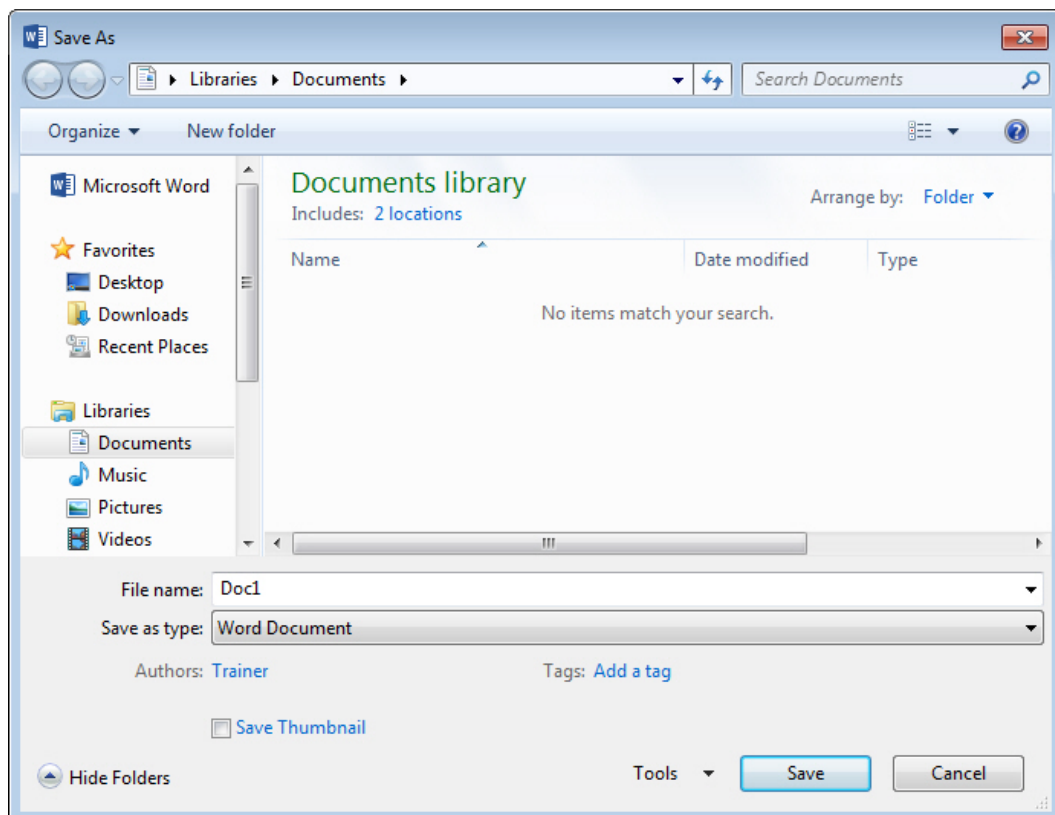 Save As
Libraries Documents
Search Documents
Organize New folder
Microsoft Word
Favorites
Desktop
Downloads
Recent Places
Libraries
Documents
Music
Pictures
Videos
Documents library
Includes: 2 locations
Arrange by: Folder
Name Date modified Type
No items match your search.
File name: Doc1
Save as type: Word Document
Authors: Trainer Tags: Add a tag
Save Thumbnail
Hide Folders Tools Save Cancel